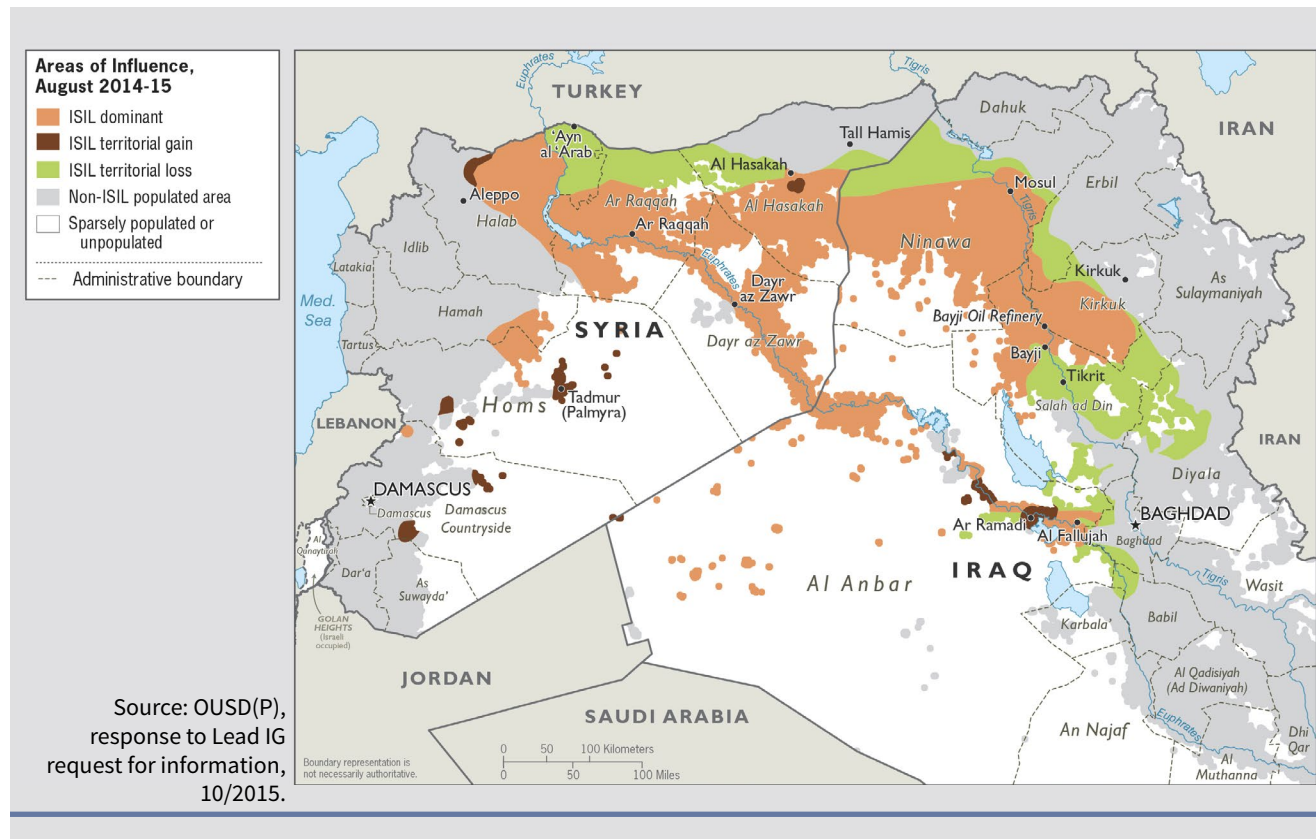 Areas of Influence,
August 2014-15
ISIL dominant
ISIL territorial gain
ISIL territorial loss
Non-ISIL populated area
Sparsely populated or
unpopulated
Administrative boundary
Euphrates
TURKEY
Tigris
Dahuk
IRAN
‘Ayn
al ‘Arab
Tall Hamis
Al Hasakah
Mosul
Erbil
Aleppo
Halab
Ar Raqqah
Al Hasakah
Tigris
Ar Raqqah
Ninawa
Idlib
Latakia
Euphrates
Kirkuk
As
Sulaymaniyah
Med.
Sea
Hamah
Dayr
az Zawr
Kirkuk
SYRIA
Bayji Oil Refinery
Tartus
Dayr az Zawr
Bayji
Tadmur
(Palmyra)
Tikrit
Homs
Salah ad Din
LEBANON
IRAN
Diyala
DAMASCUS
Damascus
Damascus
Countryside
Ar Ramadi
Al Fallujah
BAGHDAD
Baghdad
Al
Qunaytirah
Dar‘a
As
Suwayda’
IRAQ
Al Anbar
Tigris
Wasit
GOLAN
HEIGHTS
(Israeli
occupied)
Karbala’
Babil
JORDAN
Al Qadisiyah
(Ad Diwaniyah)
SAUDI ARABIA
An Najaf
Euphrates
Dhi
Qar
Al
Muthanna
0 50 100 Kilometers
0 50 100 Miles
Boundary representation is
not necessarily authoritative.
Source: OUSD(P),
response to Lead IG
request for information,
10/2015.